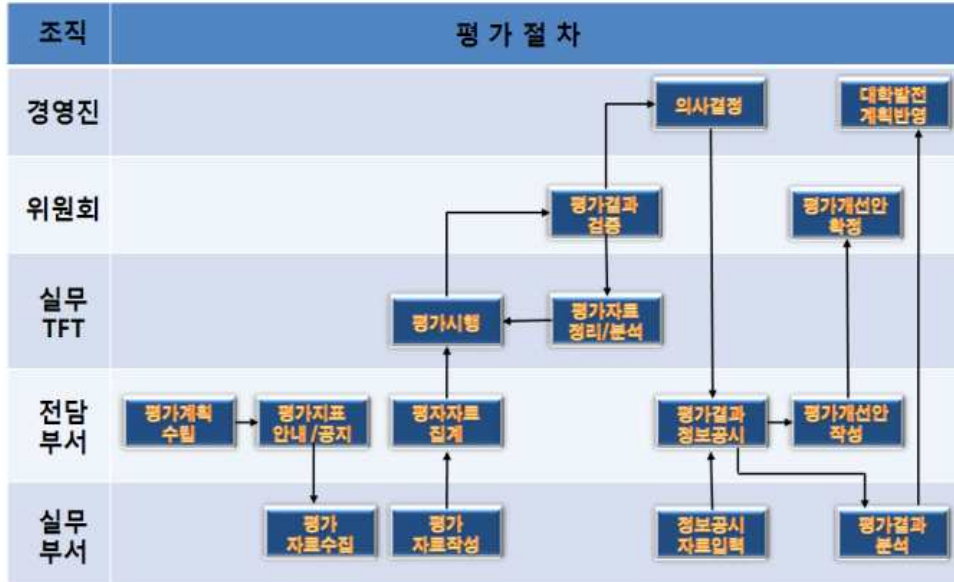 조직
평 가 절 차
경영진
의사결정
대학발전
계획반영
위원회
평가결과
검증
평가개선안
확정
실무
TFT
평가시행
평가자료
정리/분석
전담
부서
평가계획
수립
평가지표
안내/공지
평자자료
집계
평가결과
정보공시
평가개선안
작성
실무
부서
평가
자료수집
평가
자료작성
정보공시
자료입력
평가결과
분석